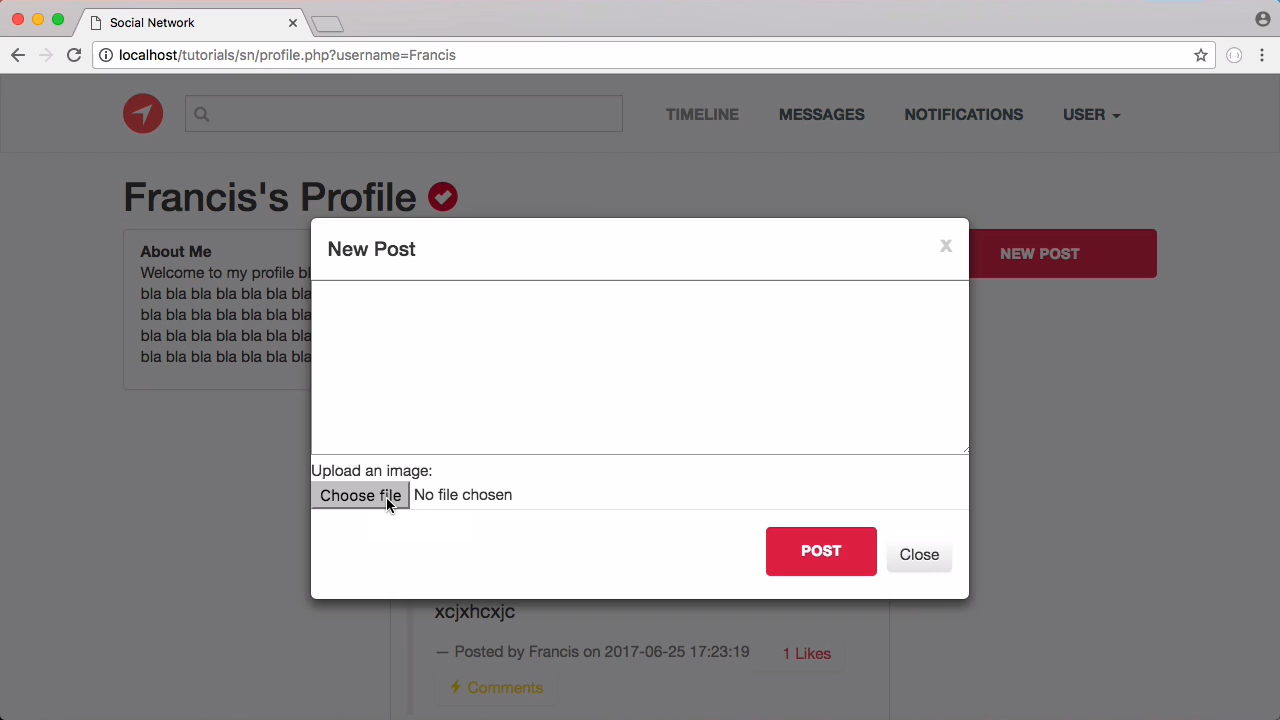 Social Network
localhost/tutorials/sn/profile.php?username=Francis
TIMELINE MESSAGES NOTIFICATIONS USER
Francis's Profile
About Me
Welcome to my profile bl
bla bla bla bla bla bla bla
bla bla bla bla bla bla bla
bla bla bla bla bla bla bla
bla bla bla bla bla bla bla
NEW POST
New Post
x
Upload an image:
Choose file No file chosen
POST
Close
xcjxhcxjc
— Posted by Francis on 2017-06-25 17:23:19 1 Likes
Comments